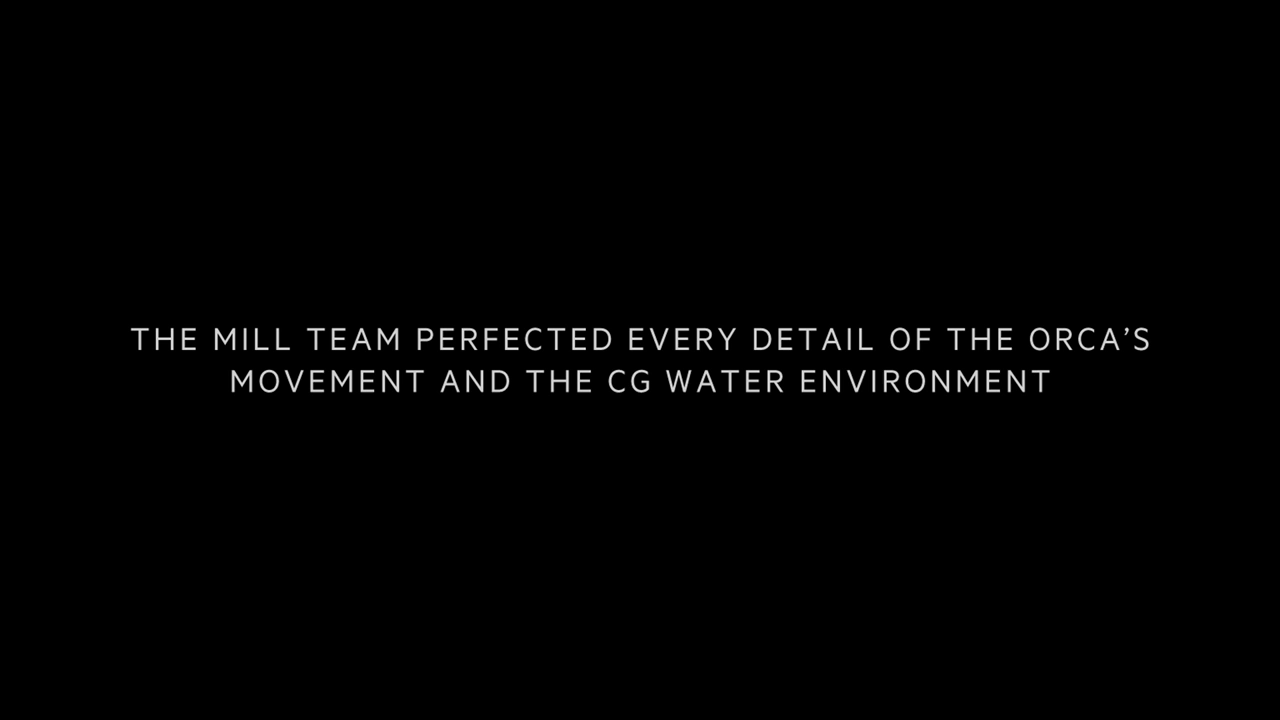 THE MILL TEAM PERFECTED EVERY DETAIL OF THE ORCA’S
MOVEMENT AND THE CG WATER ENVIRONMENT